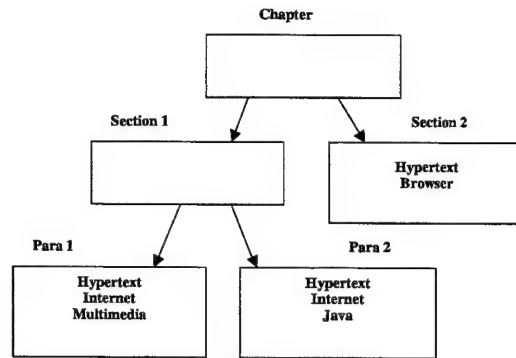 Chapter
Section 1
Section 2
Hypertext
Browser
Para 1
Para 2
Hypertext
Internet
Multimedia
Hypertext
Internet
Java